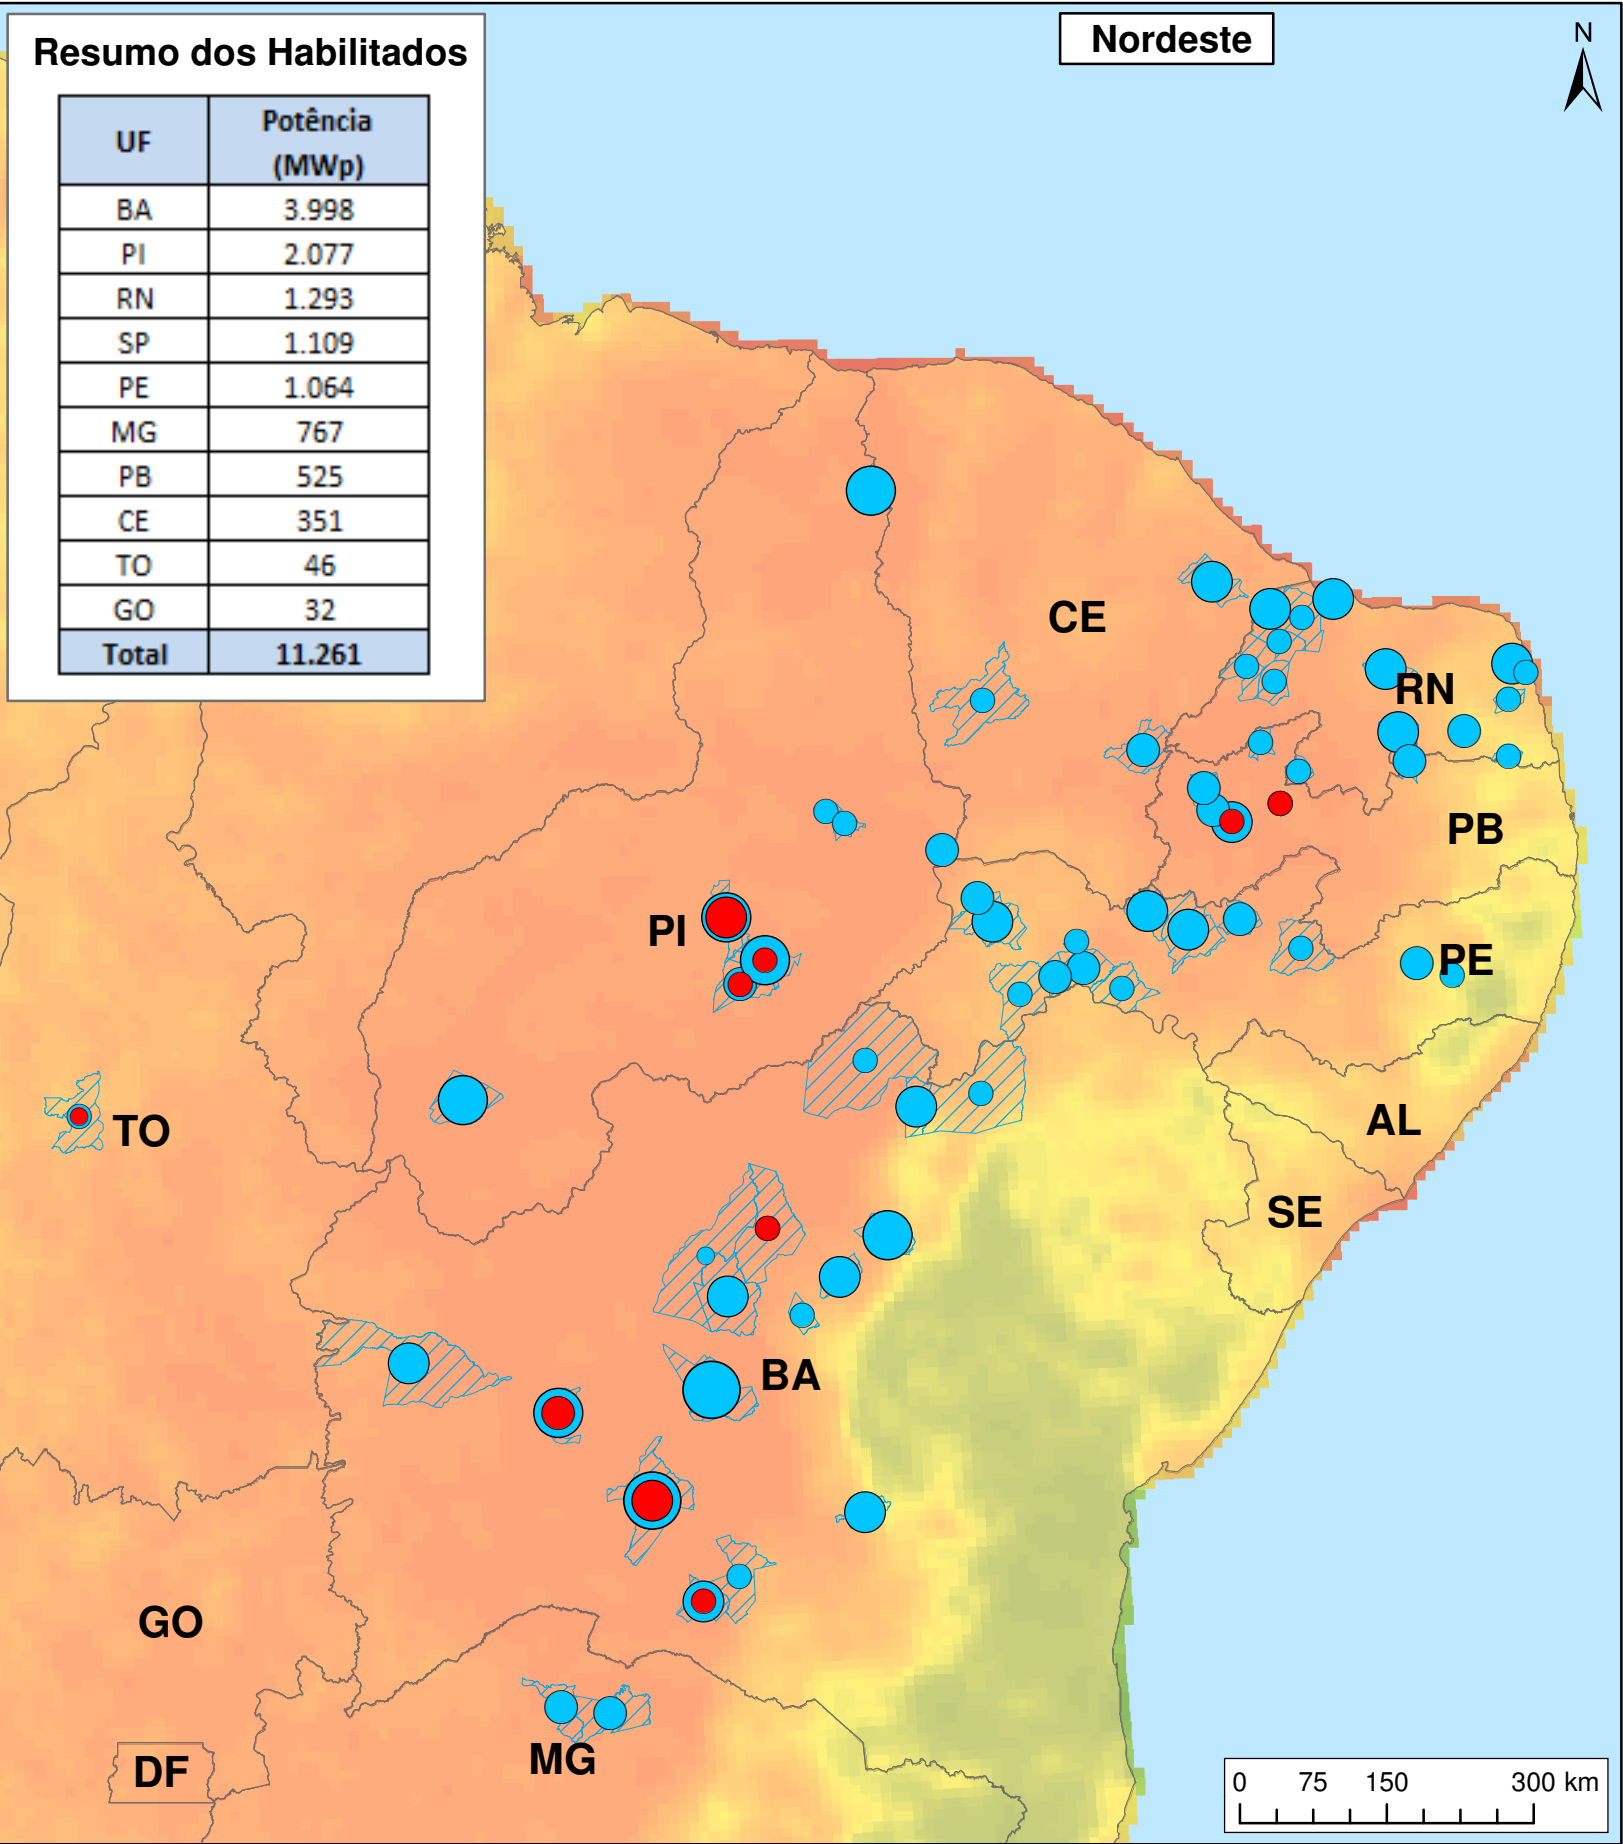 Resumo dos Habilitados
UF Potência (MWp)
BA 3.998
PI 2.077
RN 1.293
SP 1.109
PE 1.064
MG 767
PB 525
CE 351
TO 46
GO 32
Total 11.261
Nordeste
N
CE
RN
PB
PI
PE
TO
AL
SE
BA
GO
MG
DF
0 75 150 300 km